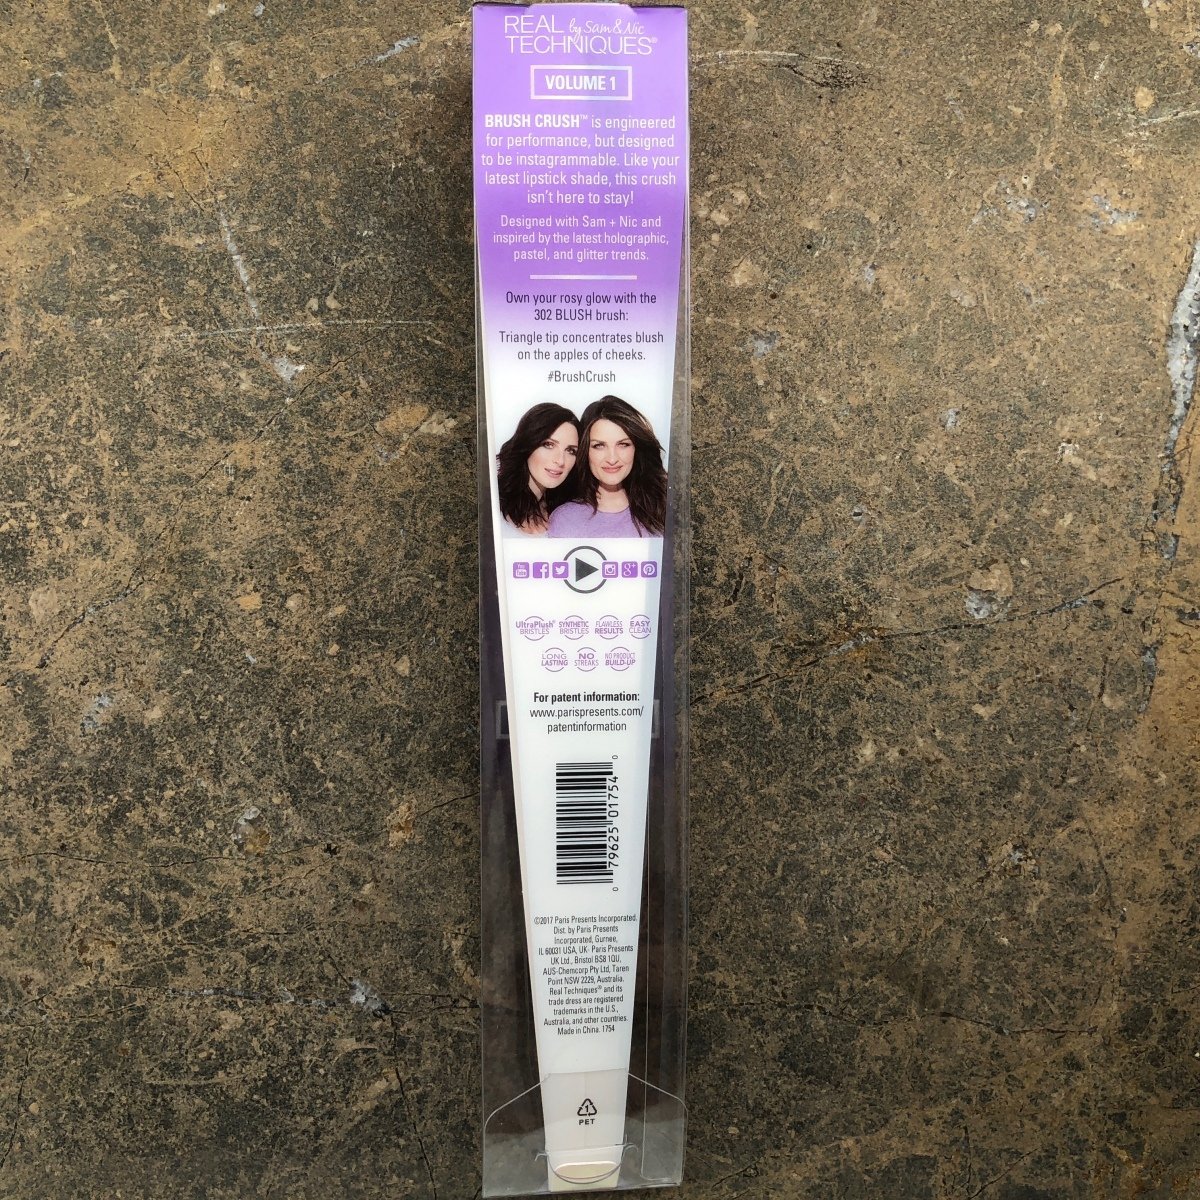 REAL by Sam & Nic
TECHNIQUES®
VOLUME 1
BRUSH CRUSH™ is engineered
for performance, but designed
to be instagrammable. Like your
latest lipstick shade, this crush
isn't here to stay!
Designed with Sam + Nic and
inspired by the latest holographic,
pastel, and glitter trends.
Own your rosy glow with the
302 BLUSH brush:
Triangle tip concentrates blush
on the apples of cheeks.
#BrushCrush
UltraPlush® BRISTLES
SYNTHETIC BRISTLES
FLAWLESS RESULTS
EASY CLEAN
LONG LASTING
NO STREAKS
NO PRODUCT BUILD-UP
For patent information:
www.parispresents.com/
patentinformation
0 79625 01754 0
©2017 Paris Presents Incorporated.
Dist. by Paris Presents
Incorporated, Gurnee,
IL 60031 USA, UK- Paris Presents
UK Ltd., Bristol BS8 1QU,
AUS-Chemcorp Pty Ltd, Taren
Point NSW 2229, Australia.
Real Techniques® and its
trade dress are registered
trademarks in the U.S.,
Australia, and other countries.
Made in China. 1754
1
PET